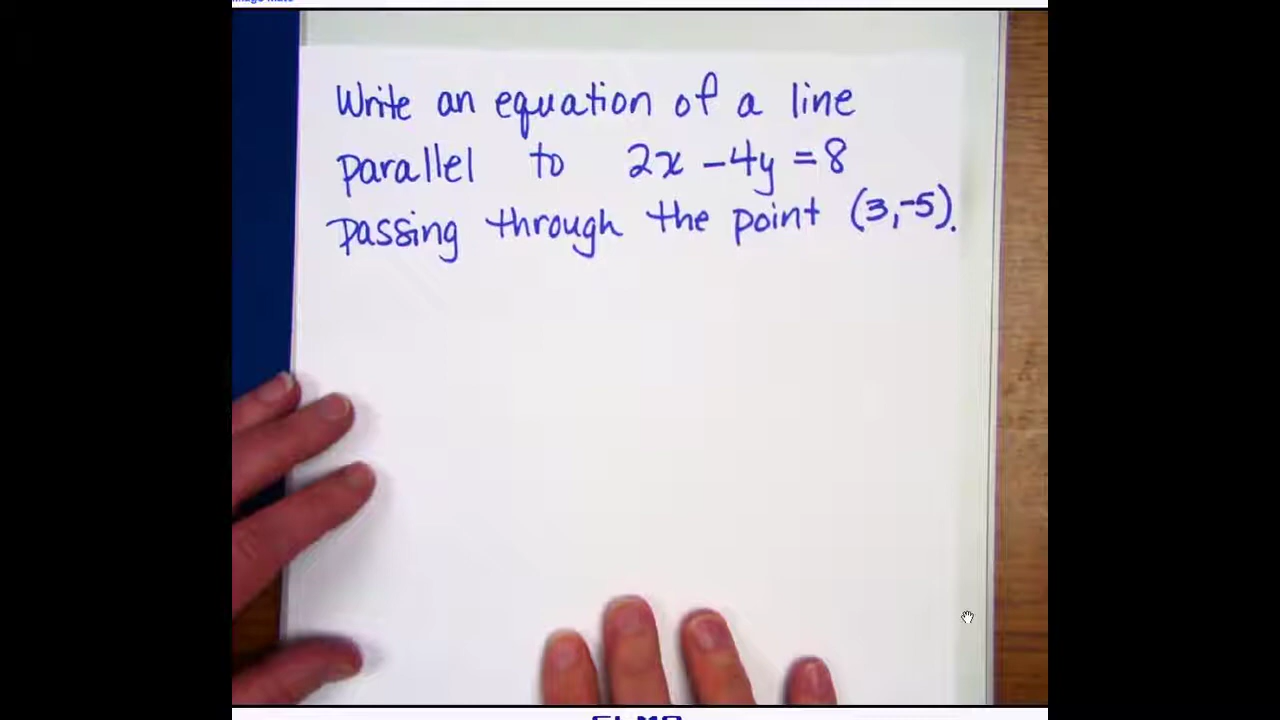 Write an equation of a line
parallel to 2x - 4y = 8
passing through the point (3,-5).